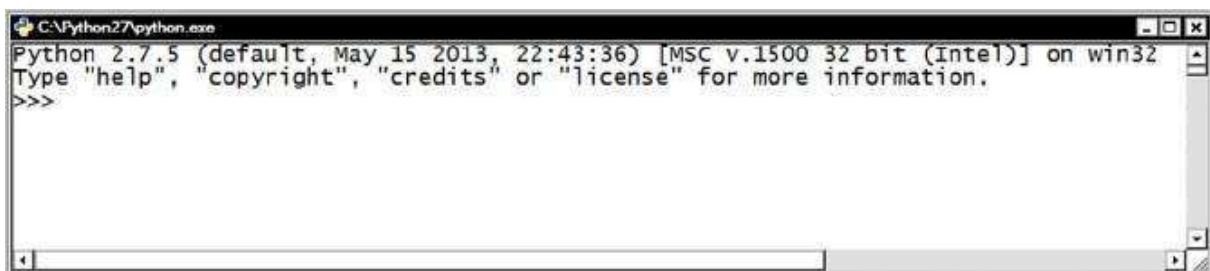 C:\Python27\python.exe
Python 2.7.5 (default, May 15 2013, 22:43:36) [MSC v.1500 32 bit (Intel)] on win32
Type "help", "copyright", "credits" or "license" for more information.
>>>